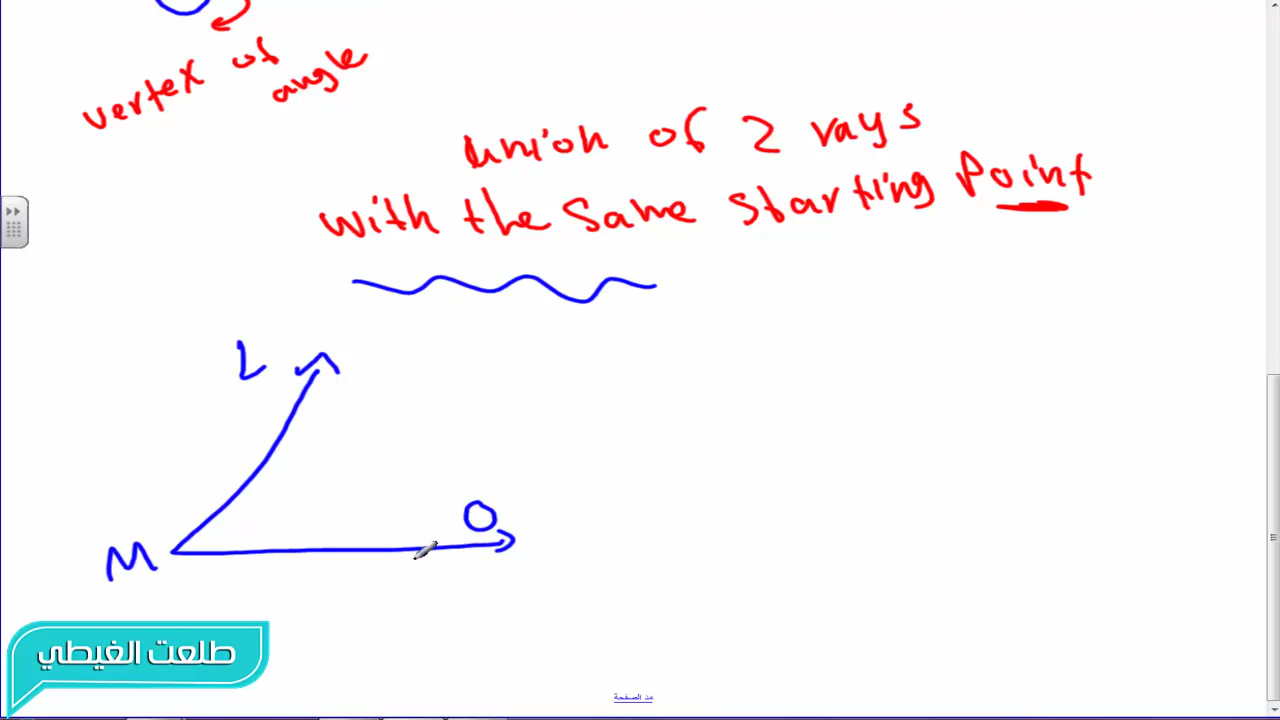 vertex of
angle
union of 2 rays
with the same starting Point
L
O
M
طلعت الغيطي